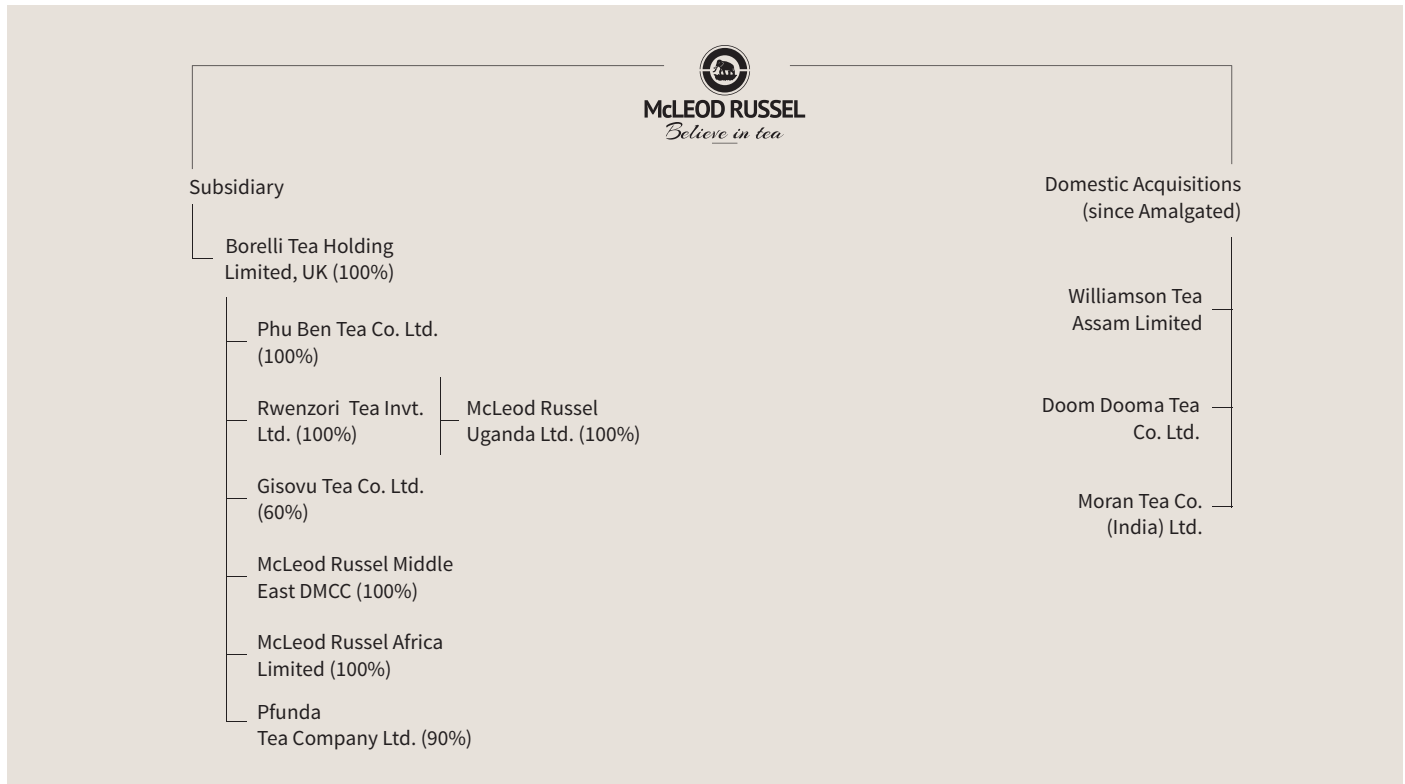 McLEOD RUSSEL
Believe in tea
Subsidiary
Borelli Tea Holding
Limited, UK (100%)
Phu Ben Tea Co. Ltd.
(100%)
Rwenzori Tea Invt.
Ltd. (100%)
McLeod Russel
Uganda Ltd. (100%)
Gisovu Tea Co. Ltd.
(60%)
McLeod Russel Middle
East DMCC (100%)
McLeod Russel Africa
Limited (100%)
Pfunda
Tea Company Ltd. (90%)
Domestic Acquisitions
(since Amalgated)
Williamson Tea
Assam Limited
Doom Dooma Tea
Co. Ltd.
Moran Tea Co.
(India) Ltd.